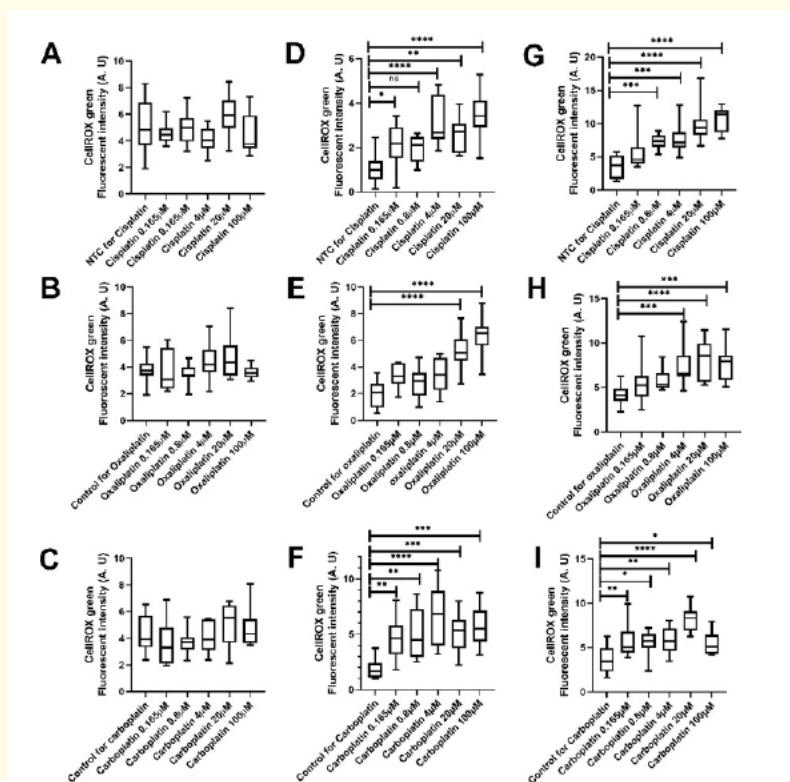 A
CellROX green
Fluorescent intensity (A. U)
10
8
6
4
2
0
NTC for Cisplatin
Cisplatin 0.165µM
Cisplatin 0.165µM
Cisplatin 4µM
Cisplatin 20µM
Cisplatin 100µM
D
CellROX green
Fluorescent intensity (A. U)
6
4
2
0
****
**
****
ns
*
NTC for Cisplatin
Cisplatin 0.165µM
Cisplatin 0.8µM
Cisplatin 4µM
Cisplatin 20µM
Cisplatin 100µM
G
CellROX green
Fluorescent intensity (A. U)
20
15
10
5
0
****
****
***
***
NTC for Cisplatin
Cisplatin 0.165µM
Cisplatin 0.8µM
Cisplatin 4µM
Cisplatin 20µM
Cisplatin 100µM
B
CellROX green
Fluorescent intensity (A. U)
10
8
6
4
2
0
Control for Oxaliplatin
Oxaliplatin 0.165µM
Oxaliplatin 0.8µM
Oxaliplatin 4µM
Oxaliplatin 20µM
Oxaliplatin 100µM
E
CellROX green
Fluorescent intensity (A. U)
10
8
6
4
2
0
****
****
Control for oxaliplatin
Oxaliplatin 0.165µM
Oxaliplatin 0.8µM
oxaliplatin 4µM
Oxaliplatin 20µM
Oxaliplatin 100µM
H
CellROX green
Fluorescent intensity (A. U)
15
10
5
0
***
****
***
Control for oxaliplatin
Oxaliplatin 0.165µM
Oxaliplatin 0.8µM
Oxaliplatin 4µM
Oxaliplatin 20µM
Oxaliplatin 100µM
C
CellROX green
Fluorescent intensity (A. U)
10
8
6
4
2
0
Control for carboplatin
Carboplatin 0.165µM
Carboplatin 0.8µM
Carboplatin 4µM
Carboplatin 20µM
Carboplatin 100µM
F
CellROX green
Fluorescent intensity (A. U)
10
5
0
***
***
****
**
**
Control for Carboplatin
Carboplatin 0.165µM
Carboplatin 0.8µM
Carboplatin 4µM
Carboplatin 20µM
Carboplatin 100µM
I
CellROX green
Fluorescent intensity (A. U)
15
10
5
0
*
****
**
*
**
Control for Carboplatin
Carboplatin 0.165µM
Carboplatin 0.8µM
Carboplatin 4µM
Carboplatin 20µM
Carboplatin 100µM